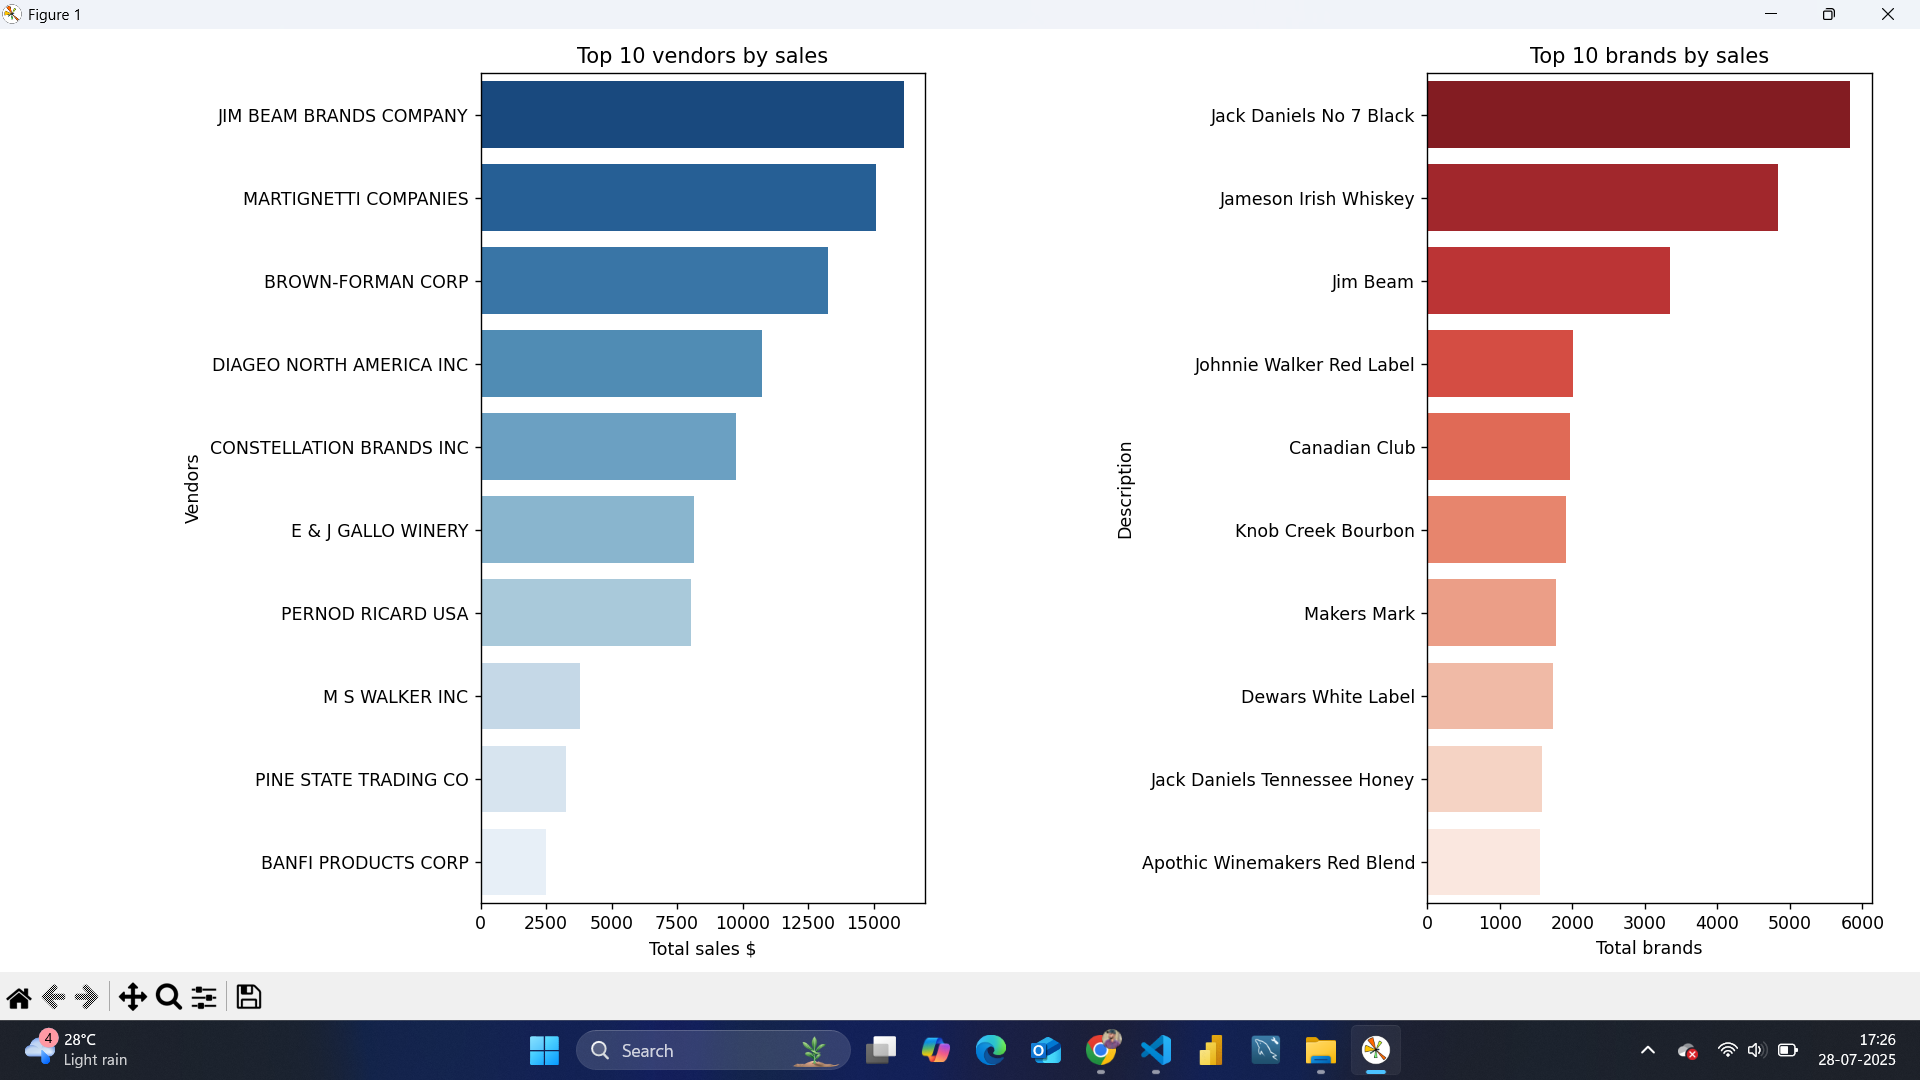 Figure 1
Top 10 vendors by sales
JIM BEAM BRANDS COMPANY
MARTIGNETTI COMPANIES
BROWN-FORMAN CORP
DIAGEO NORTH AMERICA INC
CONSTELLATION BRANDS INC
E & J GALLO WINERY
PERNOD RICARD USA
M S WALKER INC
PINE STATE TRADING CO
BANFI PRODUCTS CORP
Vendors
0 2500 5000 7500 10000 12500 15000
Total sales $
Top 10 brands by sales
Jack Daniels No 7 Black
Jameson Irish Whiskey
Jim Beam
Johnnie Walker Red Label
Canadian Club
Knob Creek Bourbon
Makers Mark
Dewars White Label
Jack Daniels Tennessee Honey
Apothic Winemakers Red Blend
Description
0 1000 2000 3000 4000 5000 6000
Total brands
4
28°C
Light rain
Search
17:26
28-07-2025